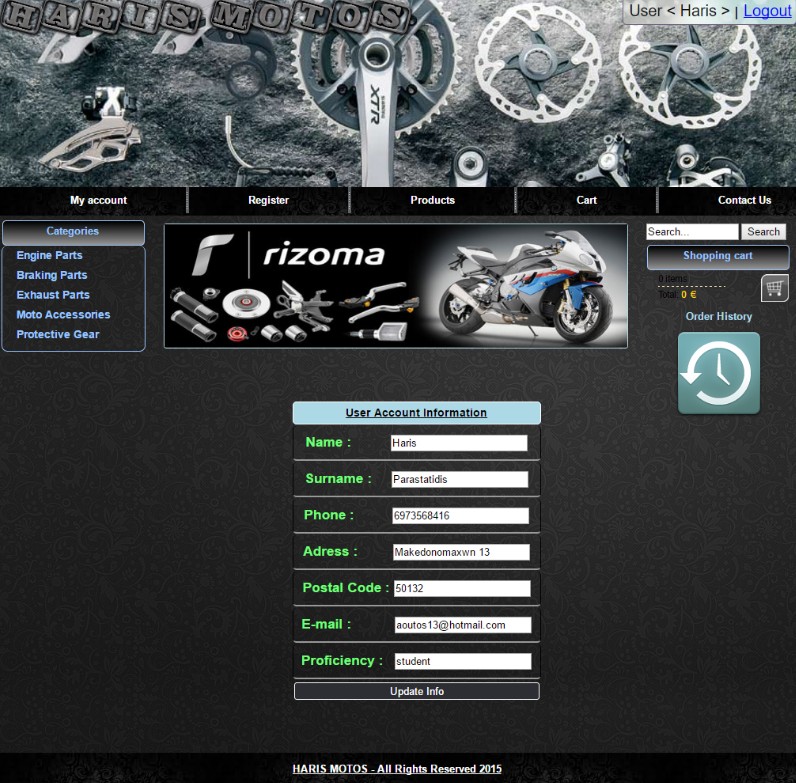 HARIS MOTOS
User < Haris > | Logout
XTR
My account Register Products Cart Contact Us
Categories
Engine Parts
Braking Parts
Exhaust Parts
Moto Accessories
Protective Gear
rizoma
Search... Search
Shopping cart
0 items
Total: 0 €
Order History
User Account Information
Name : Haris
Surname : Parastatidis
Phone : 6973568416
Adress : Makedonomaxwn 13
Postal Code : 50132
E-mail : aoutos13@hotmail.com
Proficiency : student
Update Info
HARIS MOTOS - All Rights Reserved 2015